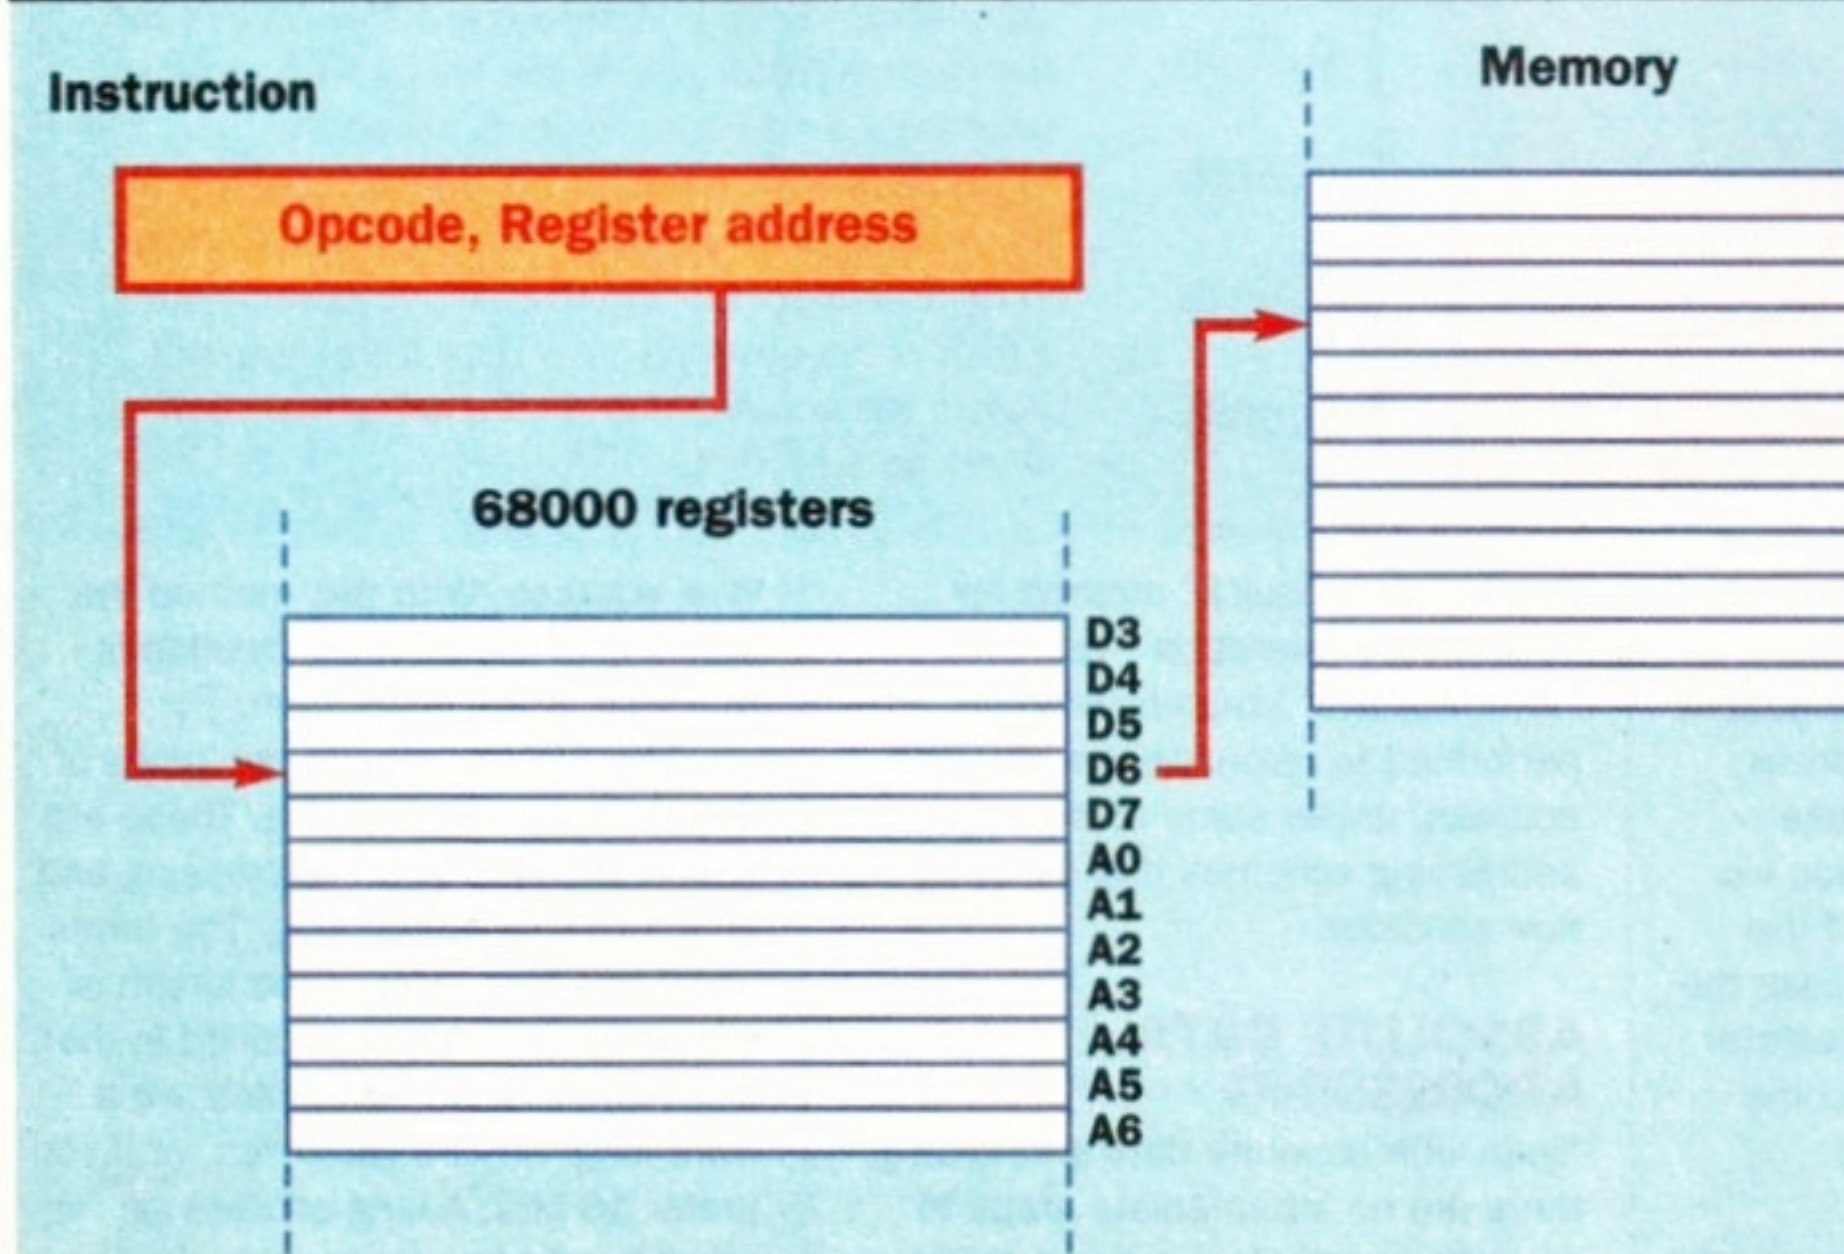 Instruction
Memory
Opcode, Register address
68000 registers
D3
D4
D5
D6
D7
A0
A1
A2
A3
A4
A5
A6